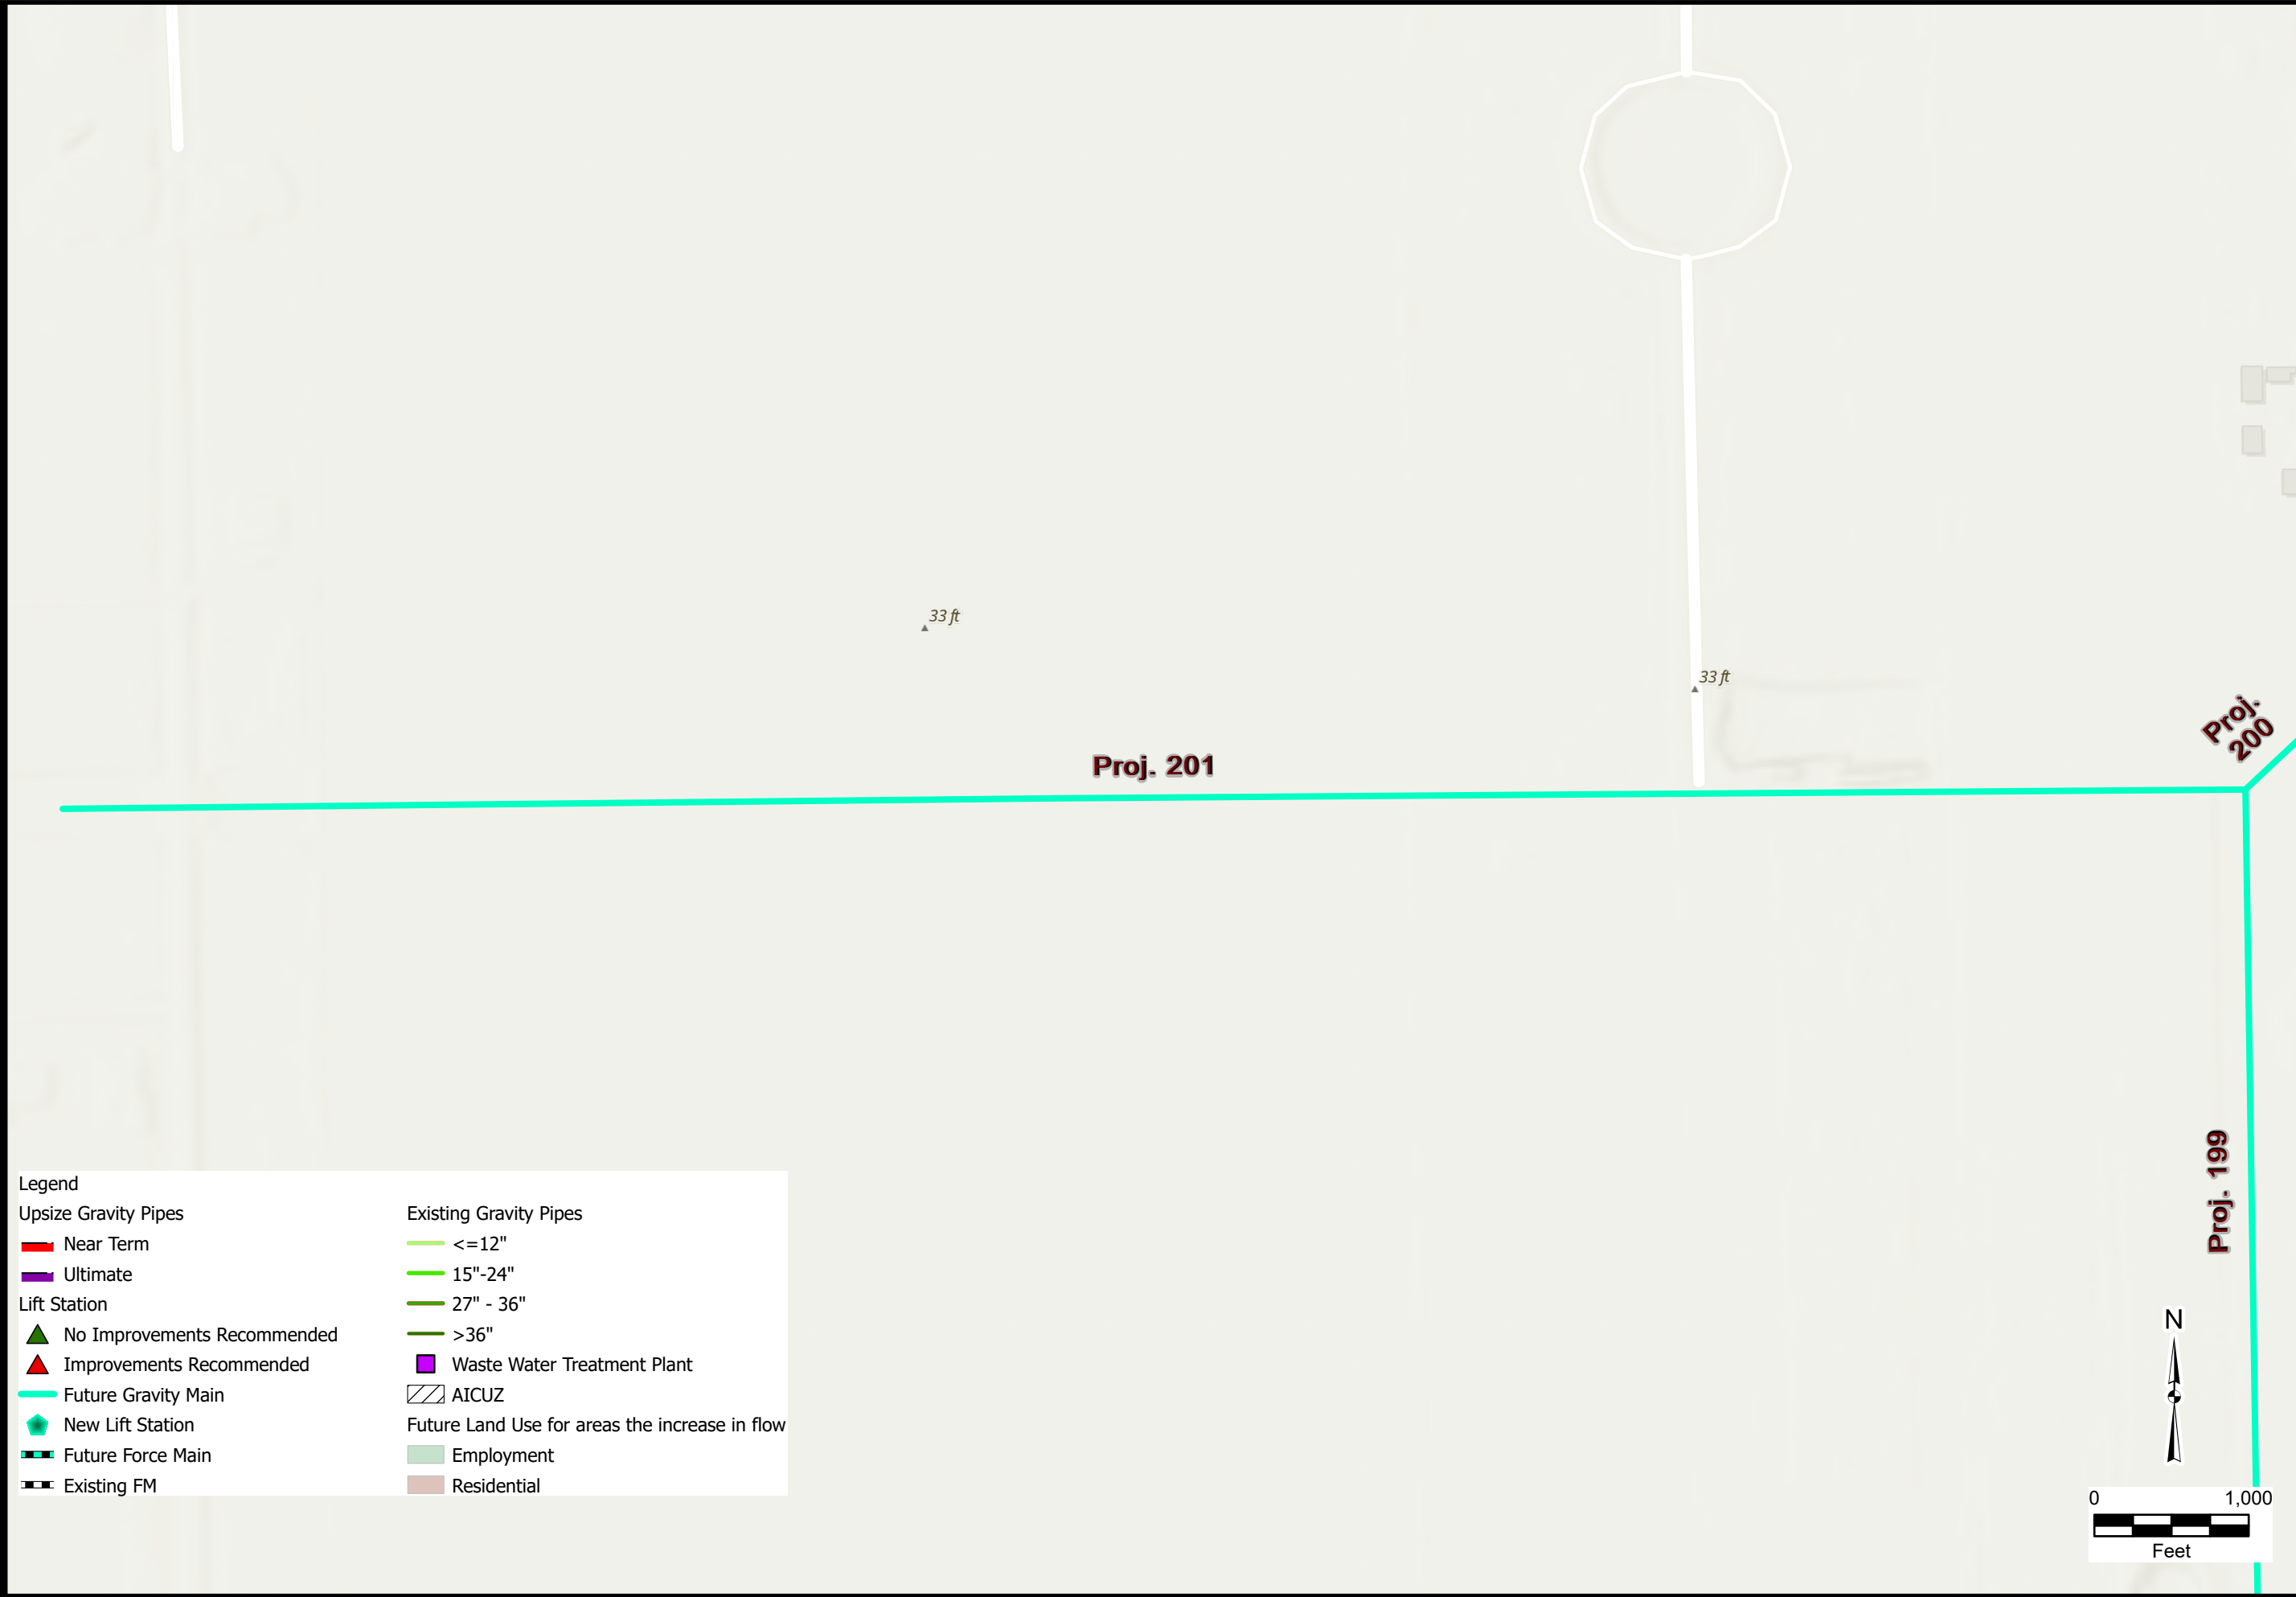 33 ft
33 ft
Proj.
200
Proj. 201
Proj. 199
Legend
Upsize Gravity Pipes
Near Term
Ultimate
Lift Station
No Improvements Recommended
Improvements Recommended
Future Gravity Main
New Lift Station
Future Force Main
Existing FM
Existing Gravity Pipes
<=12"
15"-24"
27" - 36"
>36"
Waste Water Treatment Plant
AICUZ
Future Land Use for areas the increase in flow
Employment
Residential
N
0 1,000
Feet